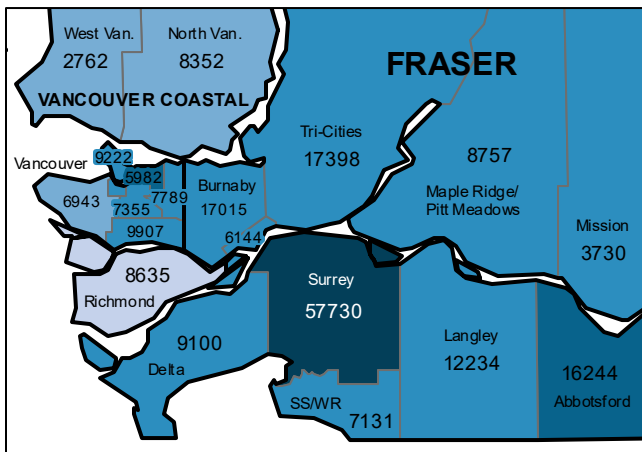 West Van.
2762
North Van.
8352
VANCOUVER COASTAL
FRASER
Tri-Cities
17398
8757
Maple Ridge/
Pitt Meadows
Mission
3730
Vancouver
9222
5982
6943
7355
7789
9907
Burnaby
17015
6144
8635
Richmond
Surrey
57730
9100
Delta
Langley
12234
16244
Abbotsford
SS/WR
7131